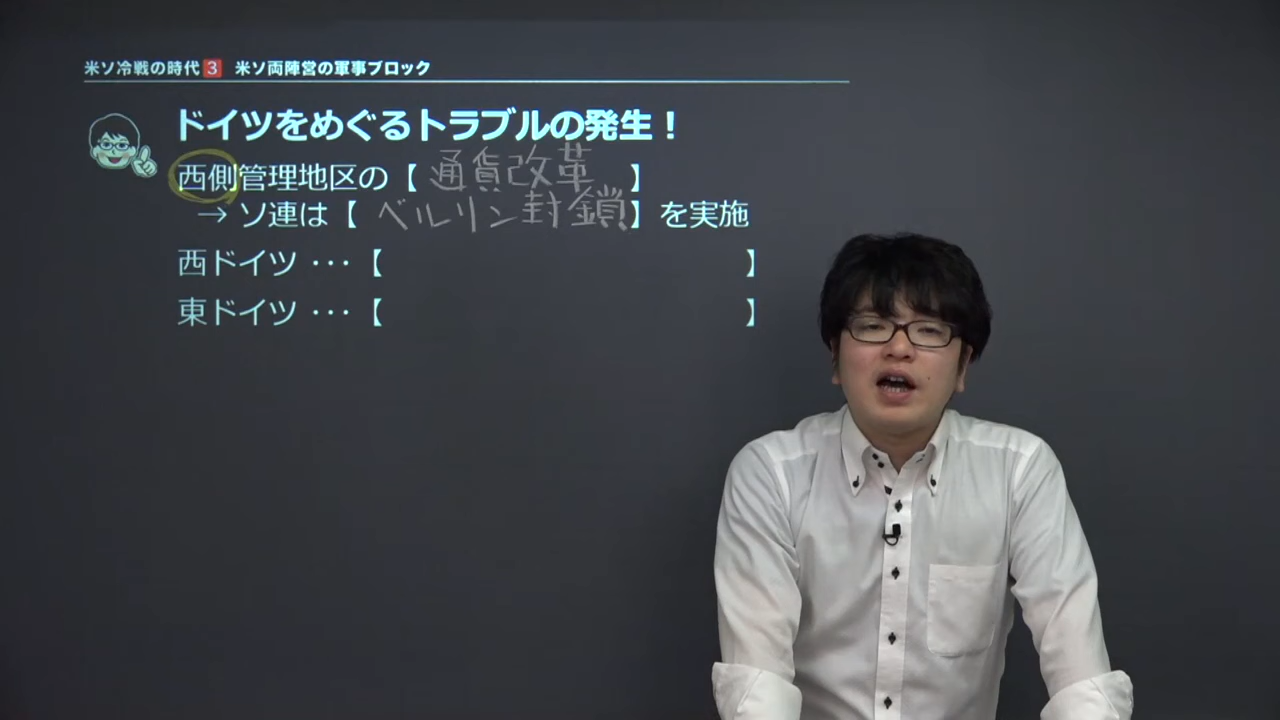 米ソ冷戦の時代3 米ソ両陣営の軍事ブロック
ドイツをめぐるトラブルの発生！
西側管理地区の【 通貨改革 】
→ ソ連は【 ベルリン封鎖】を実施
西ドイツ ･･･【 】
東ドイツ ･･･【 】